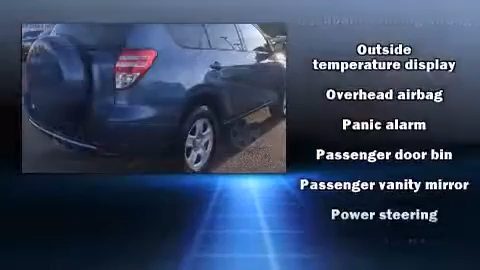 Outside
temperature display
Overhead airbag
Panic alarm
Passenger door bin
Passenger vanity mirror
Power steering